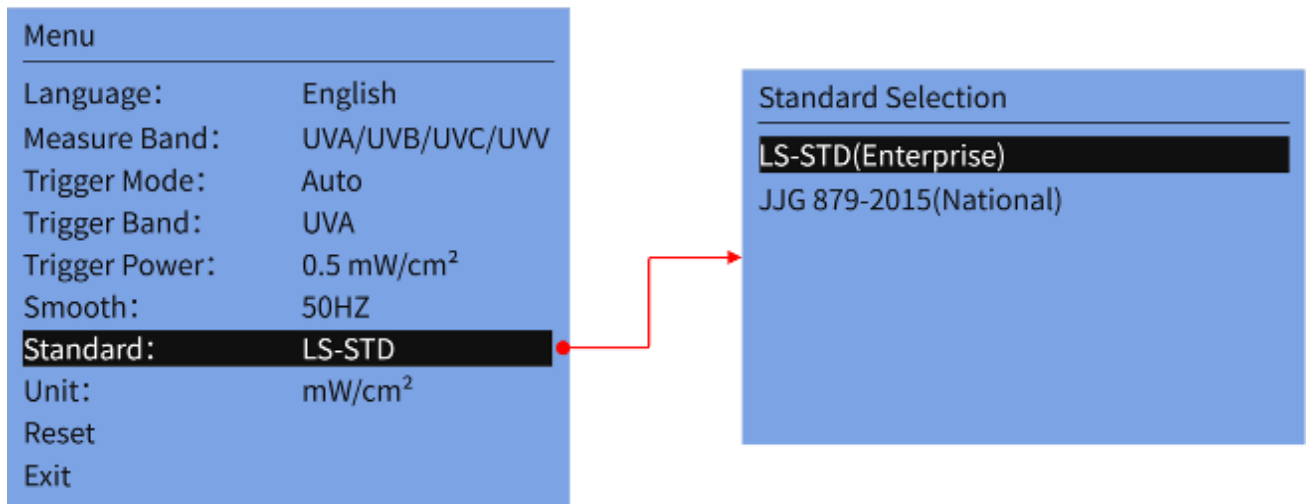 Menu
Language： English
Measure Band： UVA/UVB/UVC/UVV
Trigger Mode： Auto
Trigger Band： UVA
Trigger Power： 0.5 mW/cm²
Smooth： 50HZ
Standard： LS-STD
Unit： mW/cm²
Reset
Exit
Standard Selection
LS-STD(Enterprise)
JJG 879-2015(National)